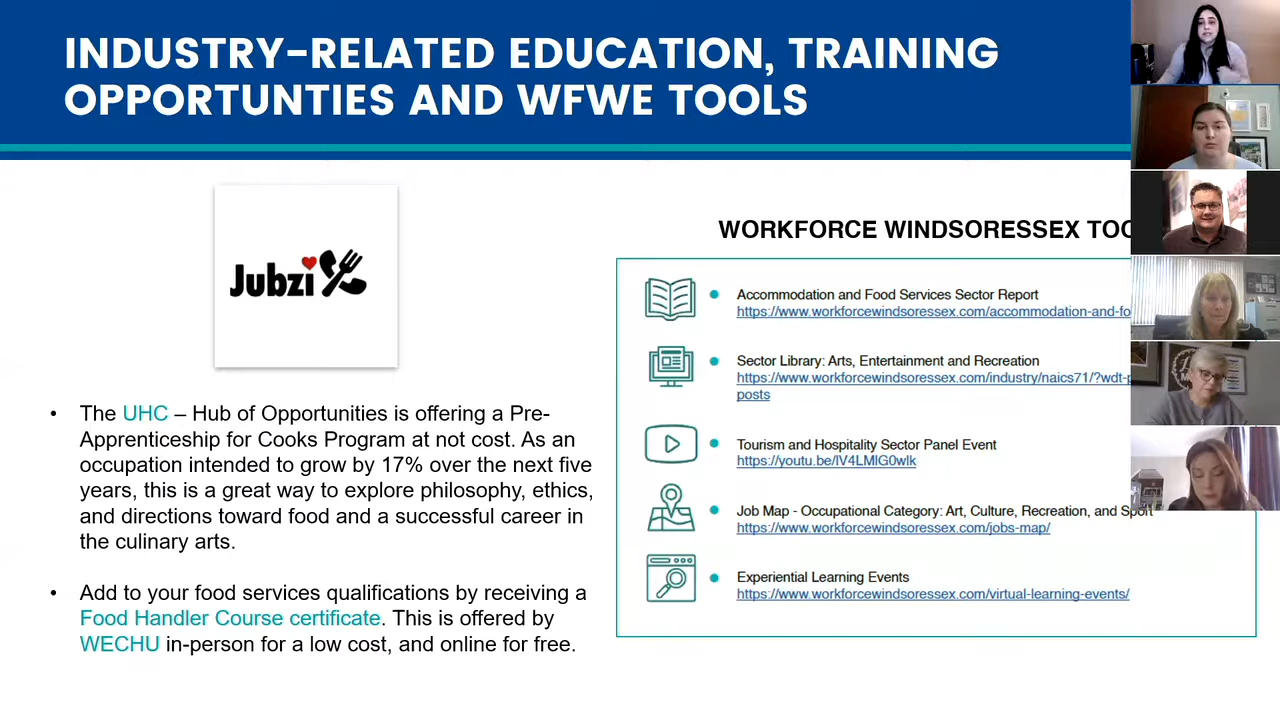 INDUSTRY-RELATED EDUCATION, TRAINING
OPPORTUNTIES AND WFWE TOOLS
Jubzi
• The UHC – Hub of Opportunities is offering a Pre-
Apprenticeship for Cooks Program at not cost. As an
occupation intended to grow by 17% over the next five
years, this is a great way to explore philosophy, ethics,
and directions toward food and a successful career in
the culinary arts.
• Add to your food services qualifications by receiving a
Food Handler Course certificate. This is offered by
WECHU in-person for a low cost, and online for free.
WORKFORCE WINDSORESSEX TOO
• Accommodation and Food Services Sector Report
https://www.workforcewindsoressex.com/accommodation-and-fo
• Sector Library: Arts, Entertainment and Recreation
https://www.workforcewindsoressex.com/industry/naics71/?wdt-p
posts
• Tourism and Hospitality Sector Panel Event
https://youtu.be/IV4LMlG0wlk
• Job Map - Occupational Category: Art, Culture, Recreation, and Sport
https://www.workforcewindsoressex.com/jobs-map/
• Experiential Learning Events
https://www.workforcewindsoressex.com/virtual-learning-events/